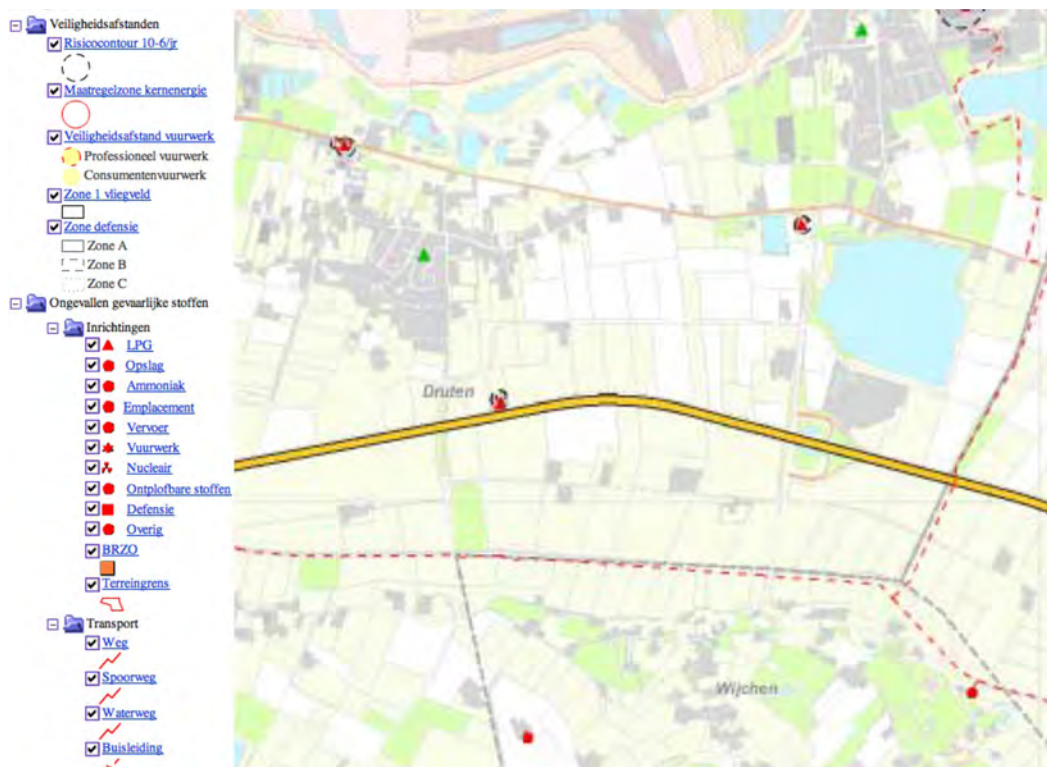 Veiligheidsafstanden
Risicocontour 10-6/jr
Maatregelzone kernenergie
Veiligheidsafstand vuurwerk
Professioneel vuurwerk
Consumentenvuurwerk
Zone 1 vliegveld
Zone defensie
Zone A
Zone B
Zone C
Ongevallen gevaarlijke stoffen
Inrichtingen
LPG
Opslag
Ammoniak
Emplacement
Vervoer
Vuurwerk
Nucleair
Ontplofbare stoffen
Defensie
Overig
BRZO
Terreingrens
Transport
Weg
Spoorweg
Waterweg
Buisleiding
Druten
Wijchen